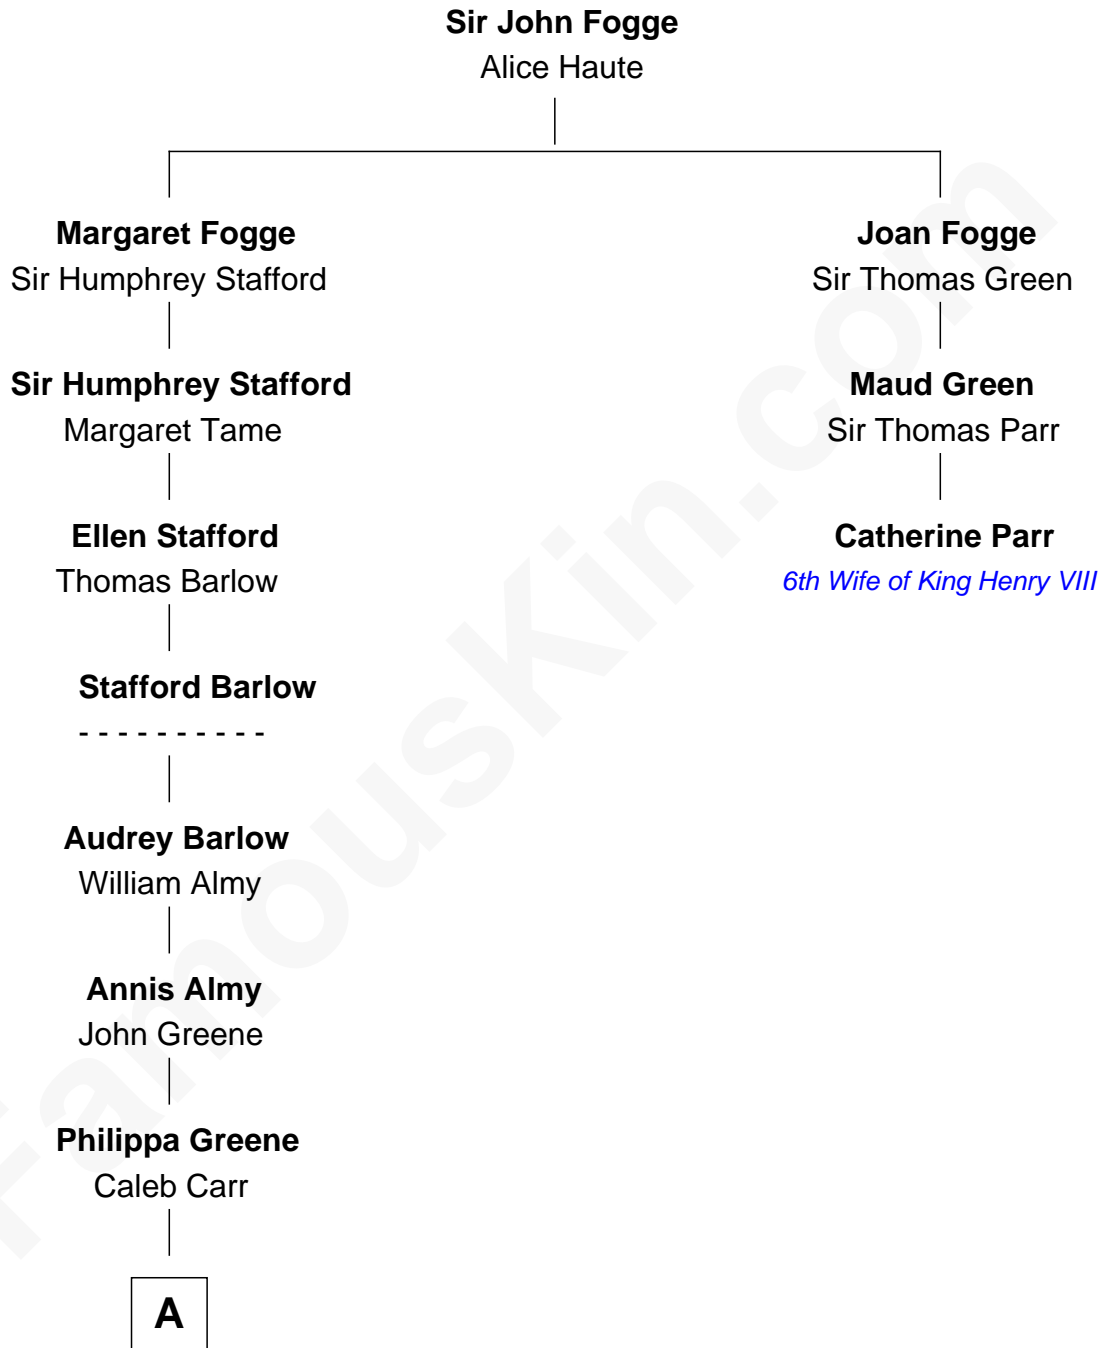 Sir John Fogge
Alice Haute
Margaret Fogge
Sir Humphrey Stafford
Joan Fogge
Sir Thomas Green
Sir Humphrey Stafford
Margaret Tame
Maud Green
Sir Thomas Parr
Ellen Stafford
Thomas Barlow
Catherine Parr
6th Wife of King Henry VIII
Stafford Barlow
- - - - - - - - - -
Audrey Barlow
William Almy
Annis Almy
John Greene
Philippa Greene
Caleb Carr
A
FamousKin.com